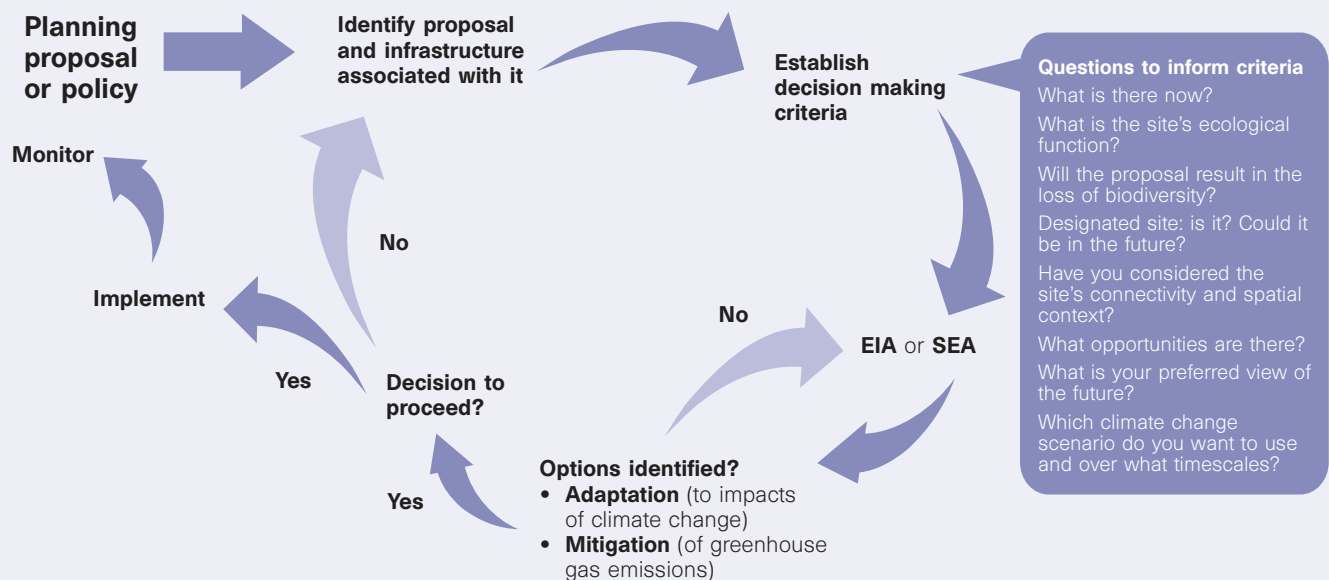 Planning
proposal
or policy
Identify proposal
and infrastructure
associated with it
Establish
decision making
criteria
Questions to inform criteria
What is there now?
What is the site's ecological
function?
Will the proposal result in the
loss of biodiversity?
Designated site: is it? Could it
be in the future?
Have you considered the
site's connectivity and spatial
context?
What opportunities are there?
What is your preferred view of
the future?
Which climate change
scenario do you want to use
and over what timescales?
EIA or SEA
No
Options identified?
• Adaptation (to impacts
of climate change)
• Mitigation (of greenhouse
gas emissions)
Yes
Decision to
proceed?
No
Yes
Implement
Monitor